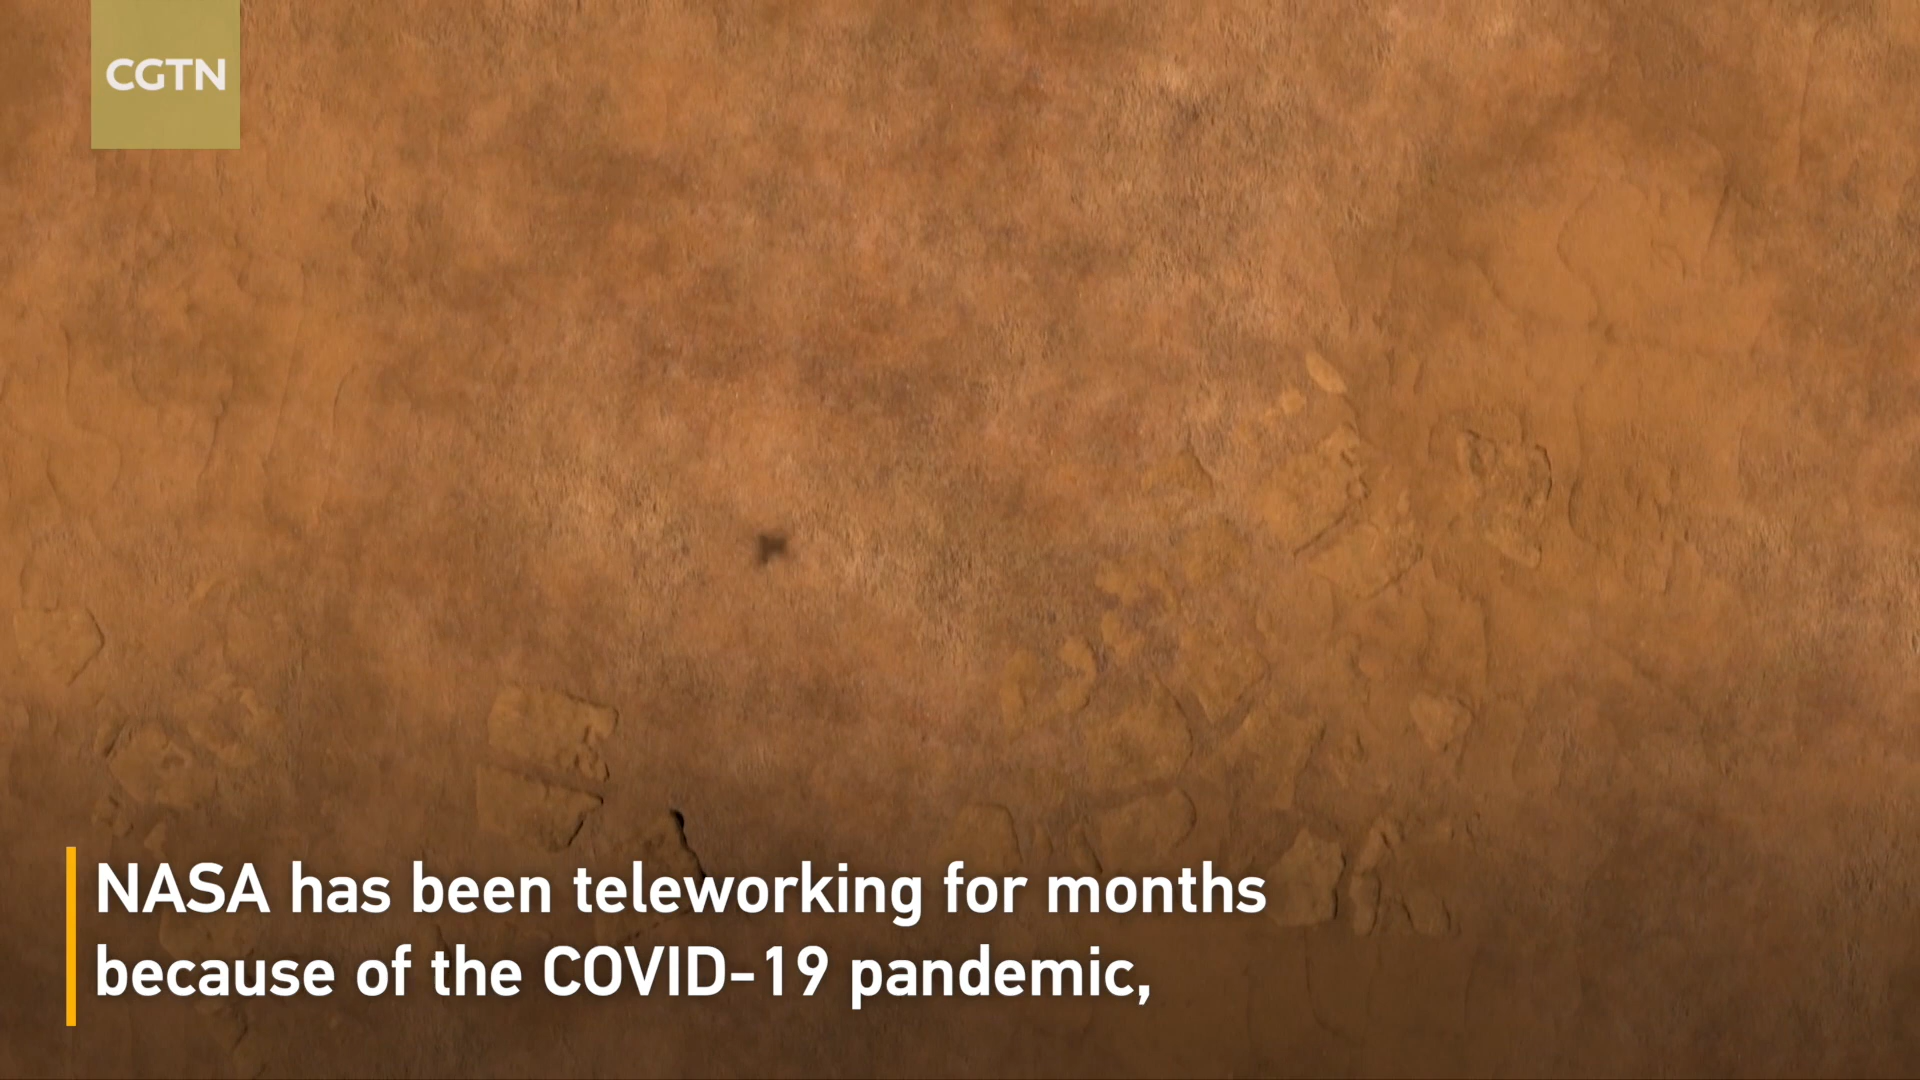 CGTN
NASA has been teleworking for months
because of the COVID-19 pandemic,